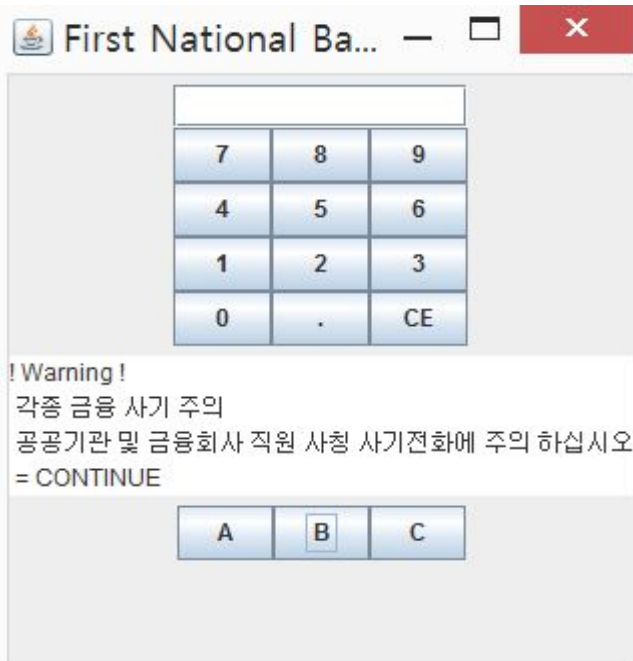 First National Ba...
7 8 9
4 5 6
1 2 3
0 . CE
! Warning !
각종 금융 사기 주의
공공기관 및 금융회사 직원 사칭 사기전화에 주의 하십시오
= CONTINUE
A B C